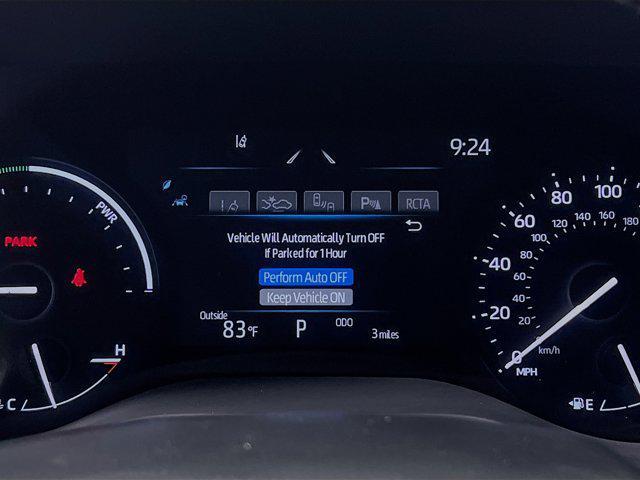 9:24
PWR
PARK
H
C
RCTA
P
Vehicle Will Automatically Turn OFF
If Parked for 1 Hour
Perform Auto OFF
Keep Vehicle ON
Outside
83°F
P
ODO
3 miles
0
20
40
60
80
100
20
40
60
80
100
120
140
160
180
km/h
MPH
E